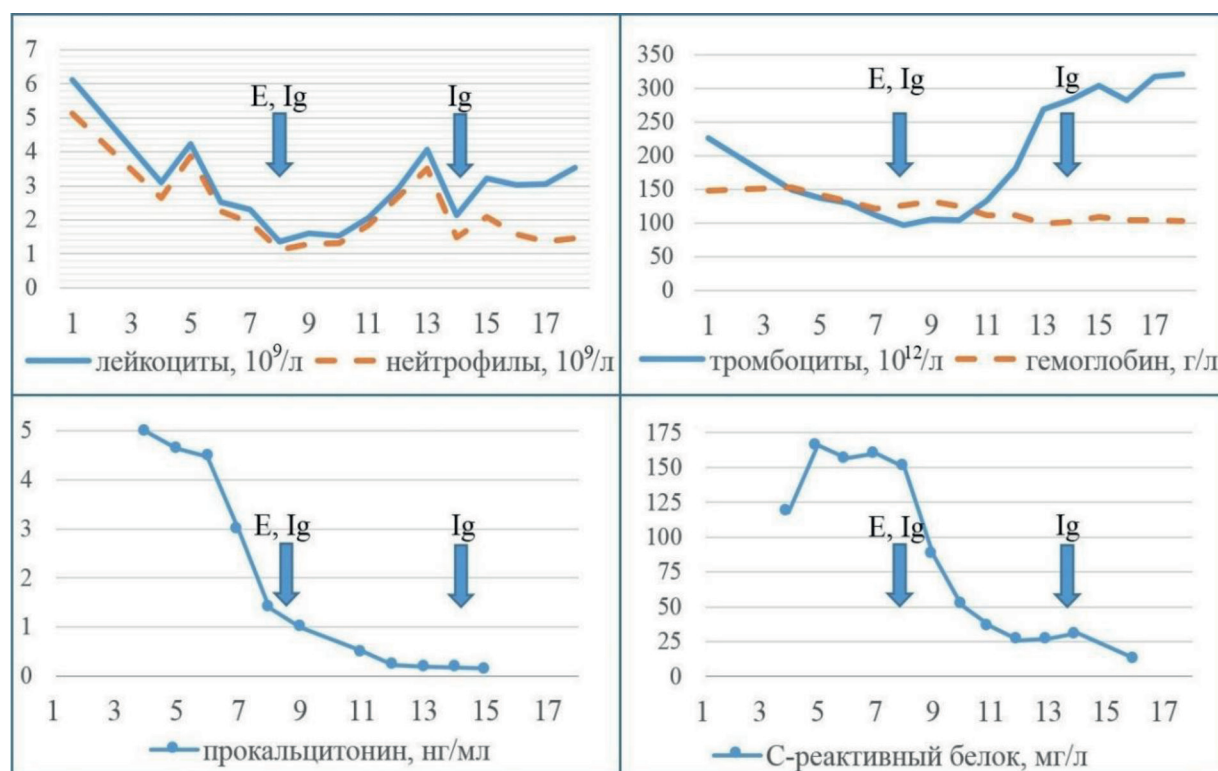 7
6
5
4
3
2
1
0
E, Ig
Ig
1 3 5 7 9 11 13 15 17
лейкоциты, 10⁹/л нейтрофилы, 10⁹/л
350
300
250
200
150
100
50
0
E, Ig
Ig
1 3 5 7 9 11 13 15 17
тромбоциты, 10¹²/л гемоглобин, г/л
5
4
3
2
1
0
E, Ig
Ig
1 3 5 7 9 11 13 15 17
прокальцитонин, нг/мл
175
150
125
100
75
50
25
0
E, Ig
Ig
1 3 5 7 9 11 13 15 17
С-реактивный белок, мг/л